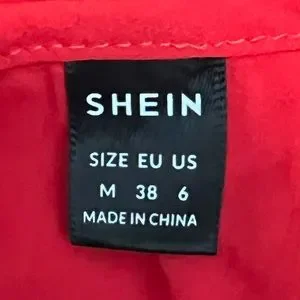 SHEIN
SIZE EU US
M 38 6
MADE IN CHINA